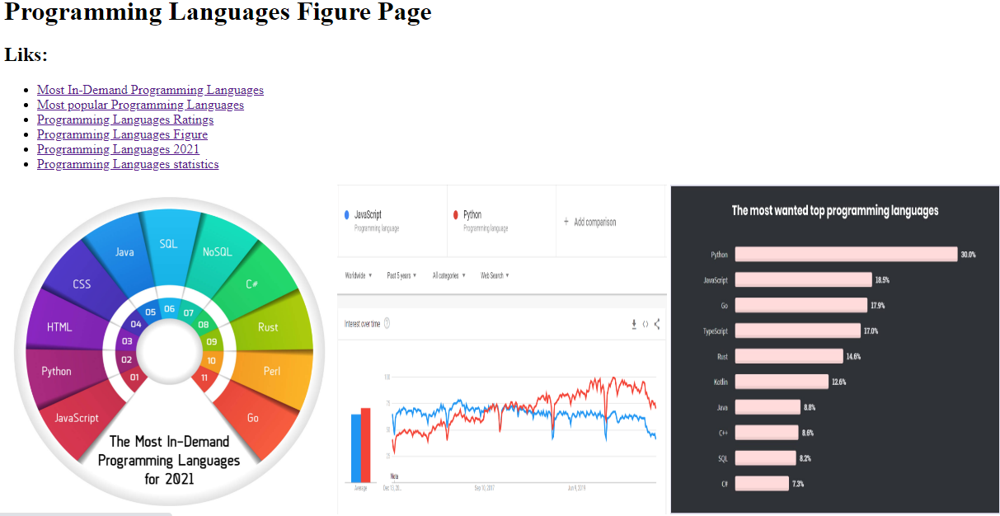 Programming Languages Figure Page
Liks:
Most In-Demand Programming Languages
Most popular Programming Languages
Programming Languages Ratings
Programming Languages Figure
Programming Languages 2021
Programming Languages statistics
JavaScript
01
Python
02
HTML
03
CSS
04
Java
05
SQL
06
NoSQL
07
C#
08
Rust
09
Perl
10
Go
11
The Most In-Demand
Programming Languages
for 2021
JavaScript
Programming language
Python
Programming language
+ Add comparison
Worldwide
Past 5 years
All categories
Web Search
Interest over time
?
100
75
50
25
Note
Average
Dec 13, 20...
Sep 10, 2017
Jun 9, 2019
The most wanted top programming languages
Python 30.0%
JavaScript 18.5%
Go 17.9%
TypeScript 17.0%
Rust 14.6%
Kotlin 12.6%
Java 8.8%
C++ 8.6%
SQL 8.2%
C# 7.3%